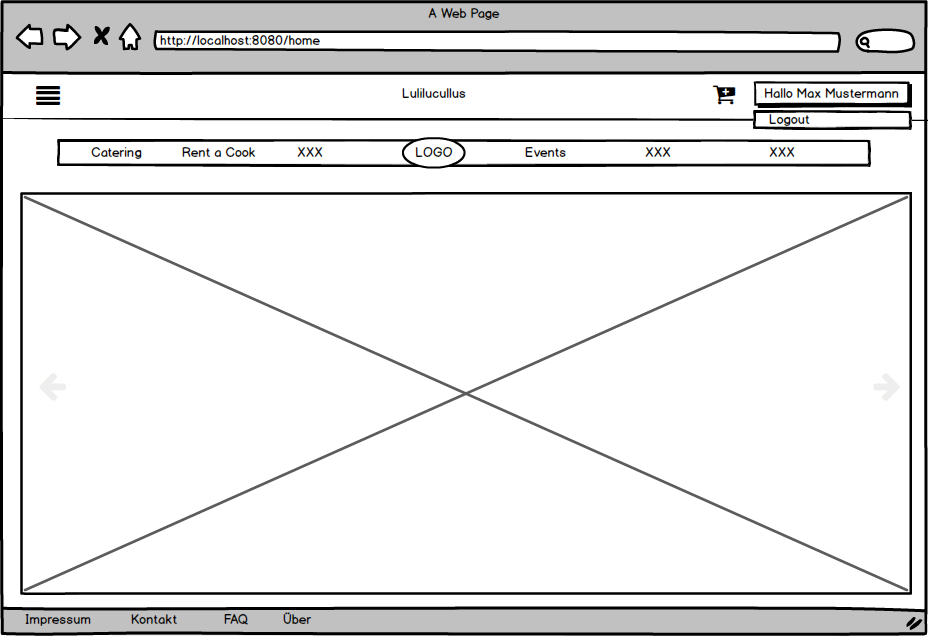 A Web Page
http://localhost:8080/home
Lulilucullus
Hallo Max Mustermann
Logout
Catering Rent a Cook XXX LOGO Events XXX XXX
Impressum Kontakt FAQ Über